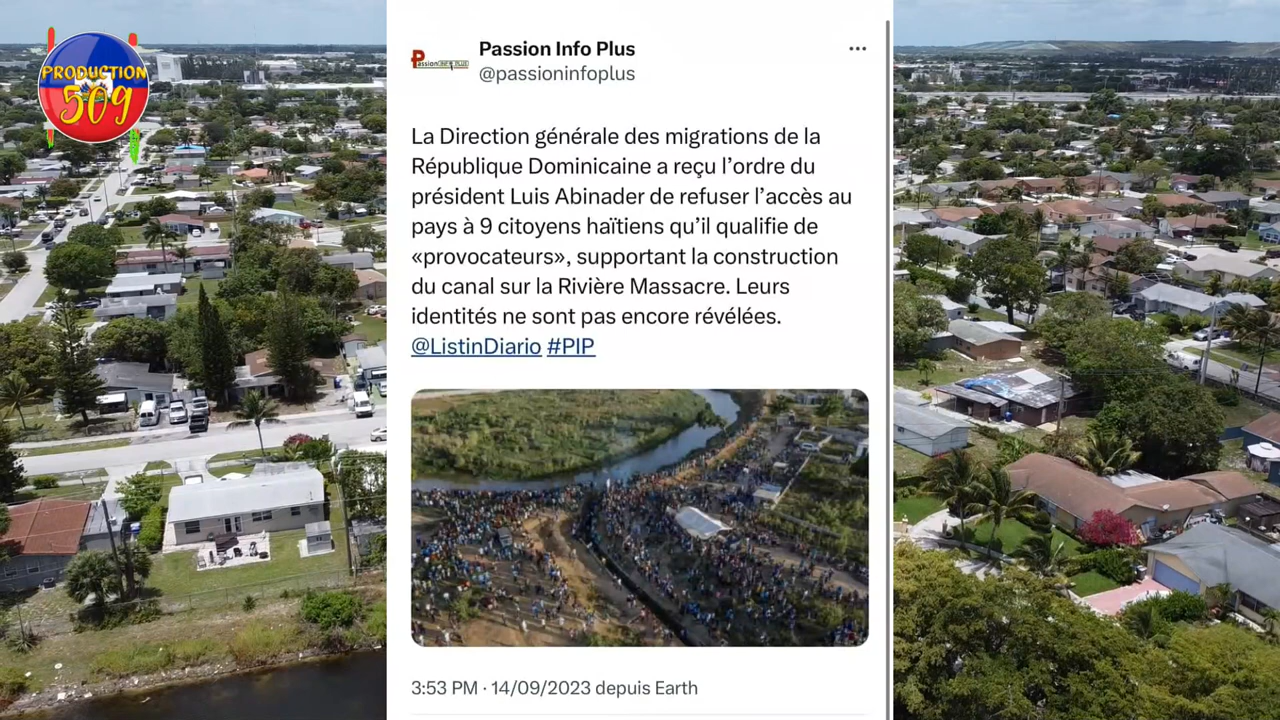 PRODUCTION
509
Passion INFO PLUS
Passion Info Plus
@passioninfoplus
La Direction générale des migrations de la
République Dominicaine a reçu l’ordre du
président Luis Abinader de refuser l’accès au
pays à 9 citoyens haïtiens qu’il qualifie de
«provocateurs», supportant la construction
du canal sur la Rivière Massacre. Leurs
identités ne sont pas encore révélées.
@ListinDiario #PIP
3:53 PM · 14/09/2023 depuis Earth